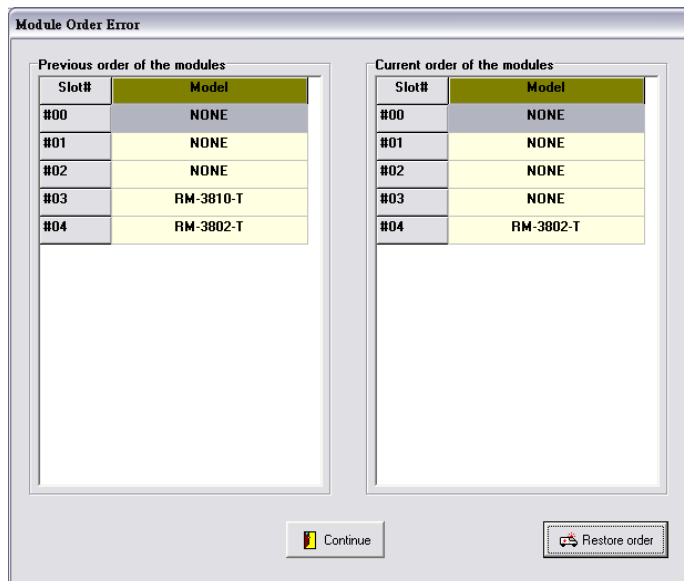 Module Order Error
Previous order of the modules
Slot# Model
#00 NONE
#01 NONE
#02 NONE
#03 RM-3810-T
#04 RM-3802-T
Current order of the modules
Slot# Model
#00 NONE
#01 NONE
#02 NONE
#03 NONE
#04 RM-3802-T
Continue
Restore order